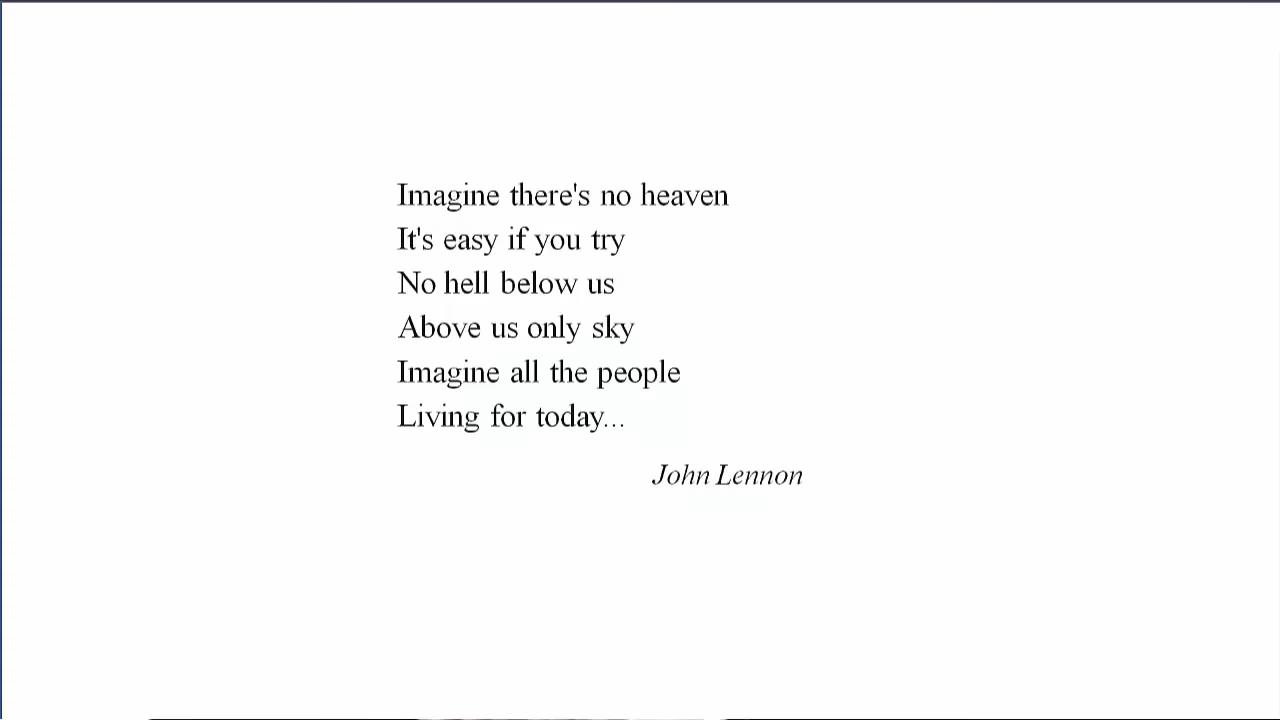 Imagine there's no heaven
It's easy if you try
No hell below us
Above us only sky
Imagine all the people
Living for today...
John Lennon